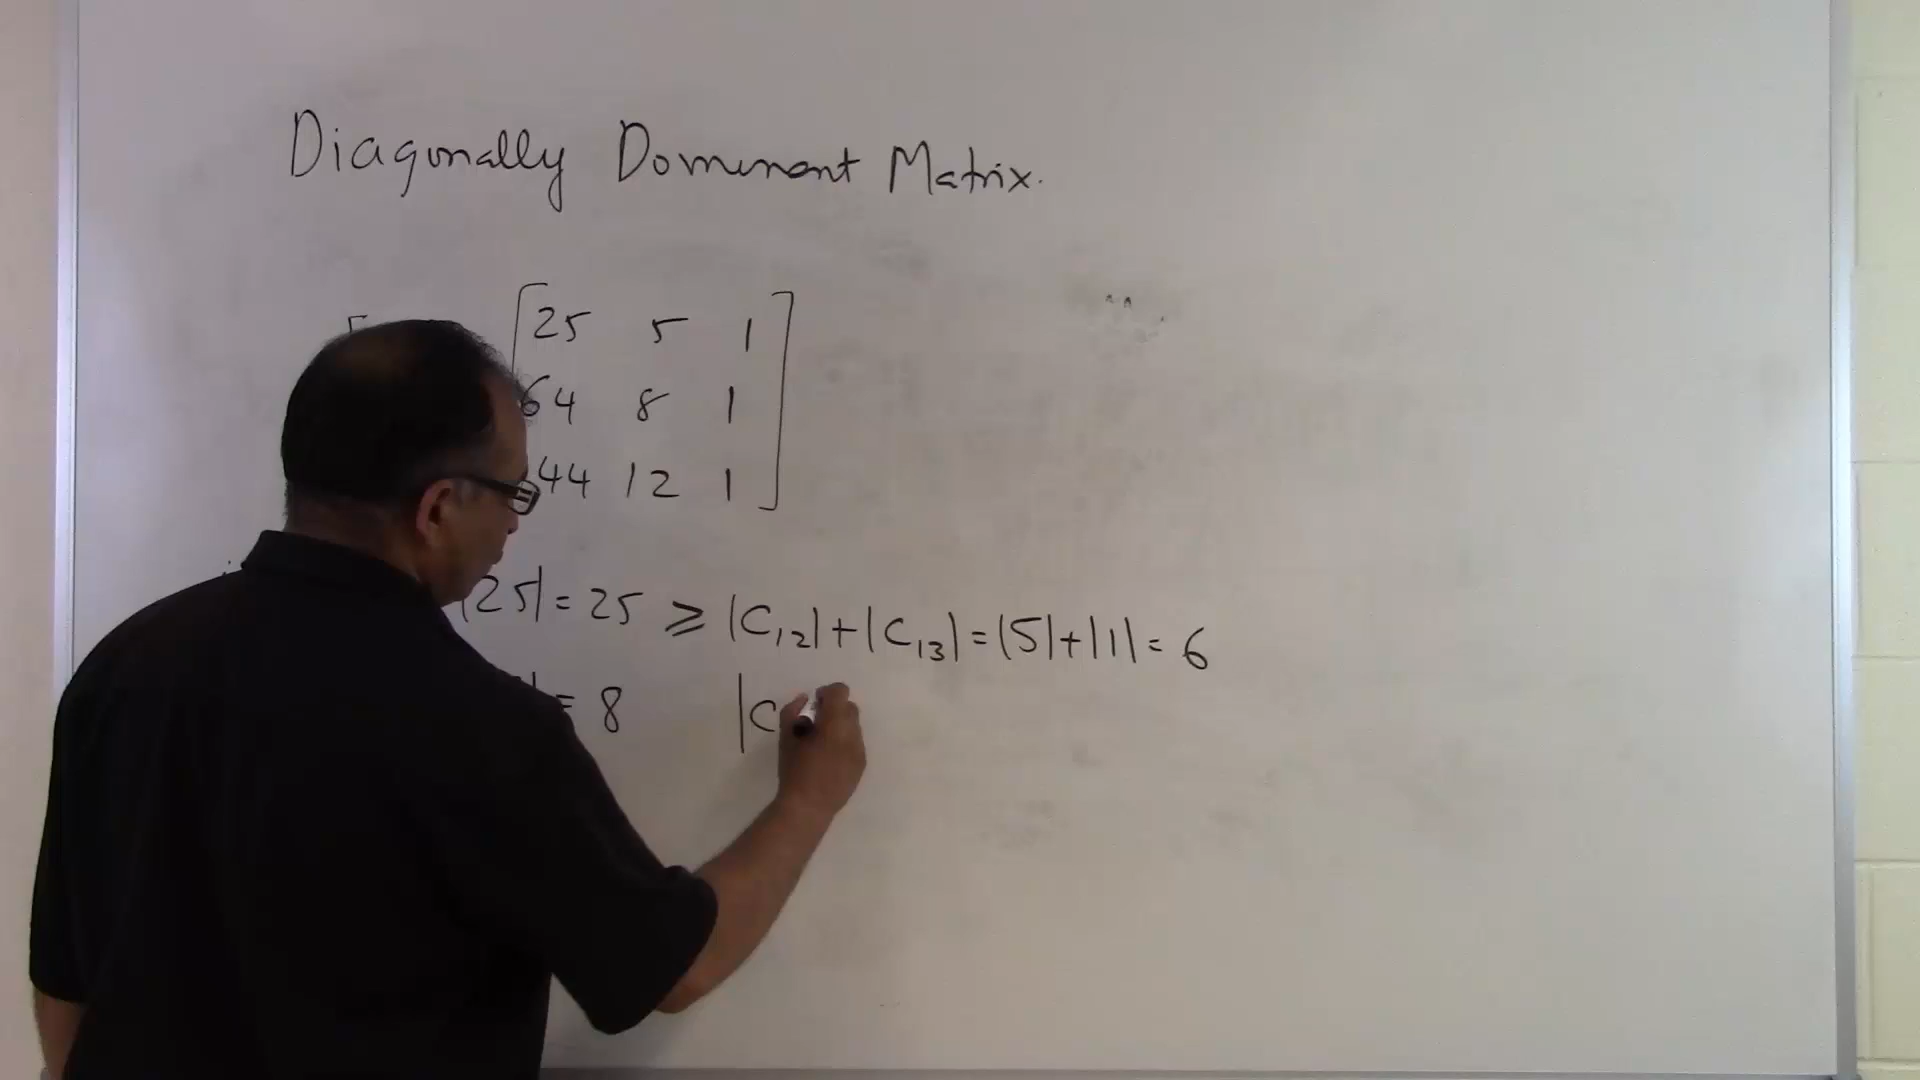 Diagonally Dominant Matrix.
25 5 1
64 8 1
44 12 1
|25| = 25 ≥ |C₁₂| + |C₁₃| = |5| + |1| = 6
| = 8 |C